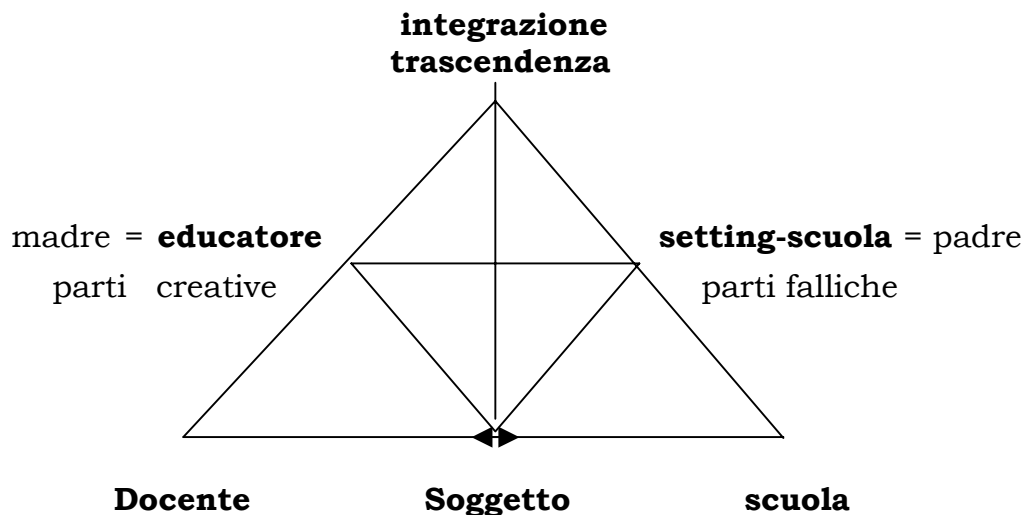 integrazione
trascendenza
madre = educatore
setting-scuola = padre
parti creative
parti falliche
Docente
Soggetto
scuola